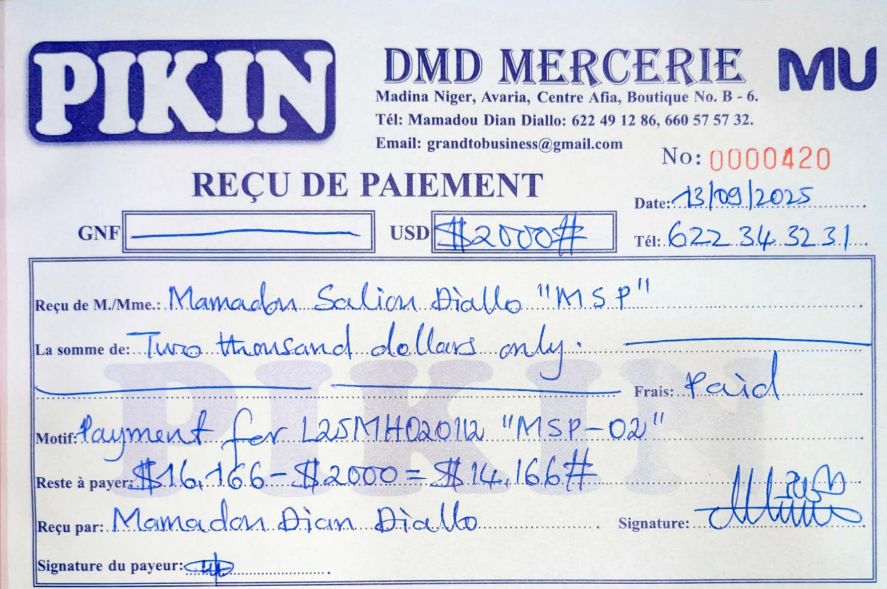 PIKIN
DMD MERCERIE
MU
Madina Niger, Avaria, Centre Afia, Boutique No. B - 6.
Tél: Mamadou Dian Diallo: 622 49 12 86, 660 57 57 32.
Email: grandtobusiness@gmail.com
No: 0000420
REÇU DE PAIEMENT
Date: 13/09/2025
GNF USD $2000#
Tél: 622 34 32 31
Reçu de M./Mme.: Mamadou Saliou Diallo "MSP"
La somme de: Two thousand dollars only.
Frais: Paid
PIKIN
Motif: Payment for L25MH020112 "MSP-02"
Reste à payer: $16,166-$2000=$14,166#
Reçu par: Mamadou Dian Diallo Signature:
Signature du payeur: